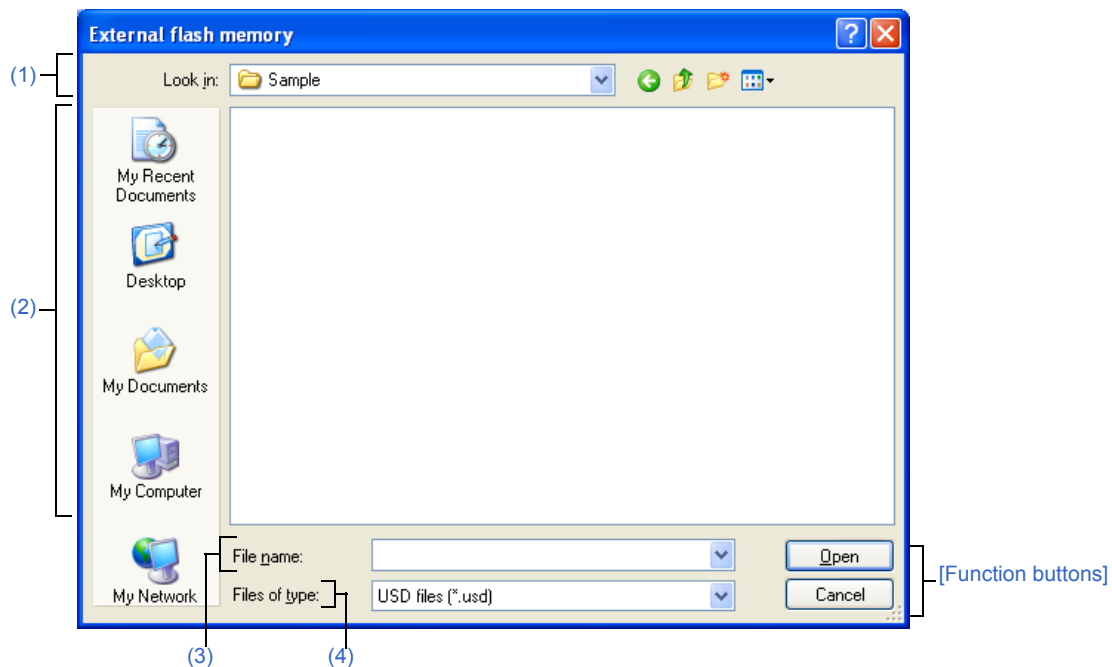 External flash memory
(1)
Look in:
Sample
(2)
My Recent
Documents
Desktop
My Documents
My Computer
My Network
(3)
File name:
Open
[Function buttons]
Files of type:
USD files (*.usd)
Cancel
(4)